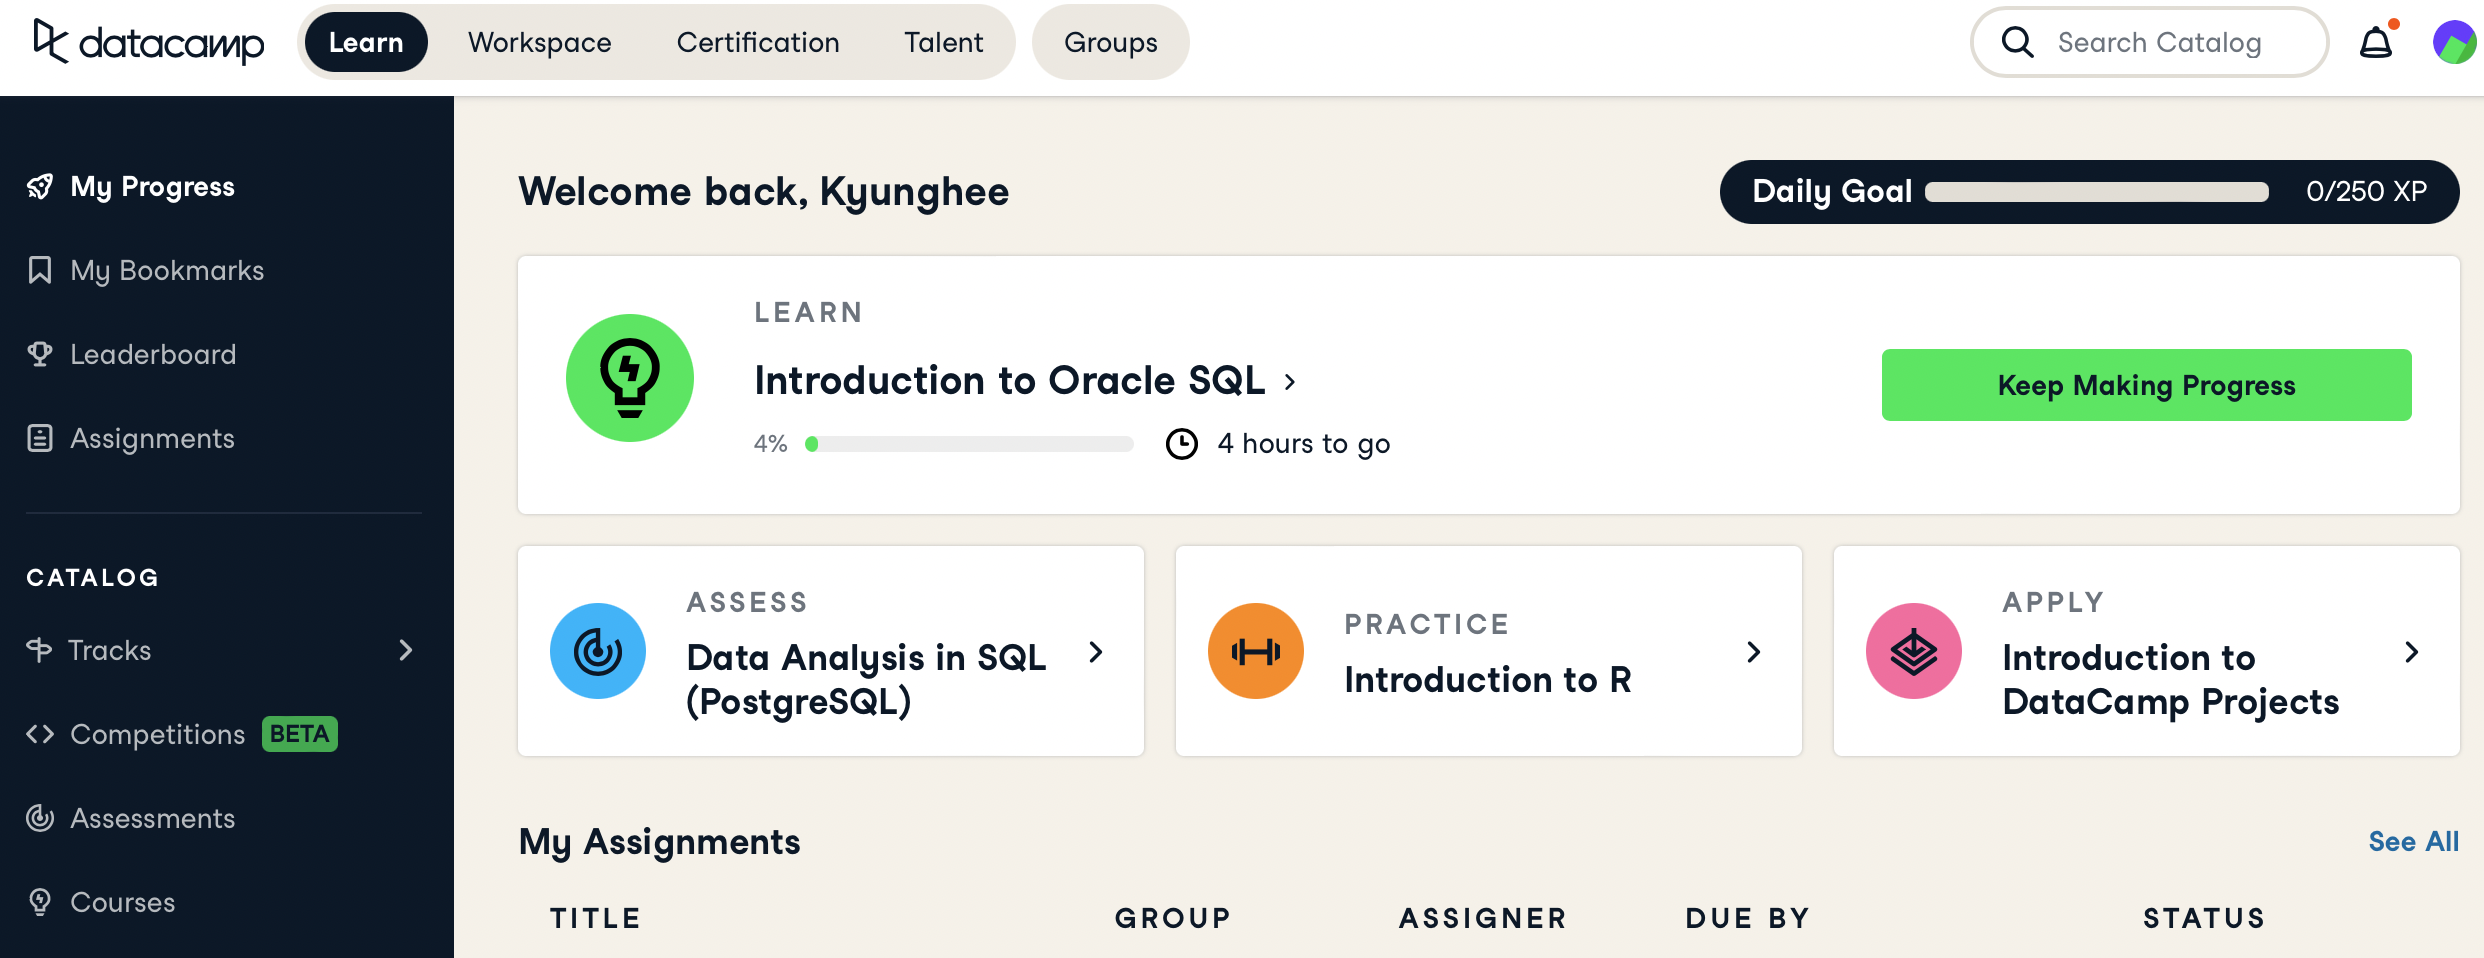 datacamp
Learn Workspace Certification Talent Groups
Search Catalog
My Progress
My Bookmarks
Leaderboard
Assignments
CATALOG
Tracks
Competitions BETA
Assessments
Courses
Welcome back, Kyunghee
Daily Goal 0/250 XP
LEARN
Introduction to Oracle SQL
4% 4 hours to go
Keep Making Progress
ASSESS
Data Analysis in SQL
(PostgreSQL)
PRACTICE
Introduction to R
APPLY
Introduction to
DataCamp Projects
My Assignments
See All
TITLE GROUP ASSIGNER DUE BY STATUS